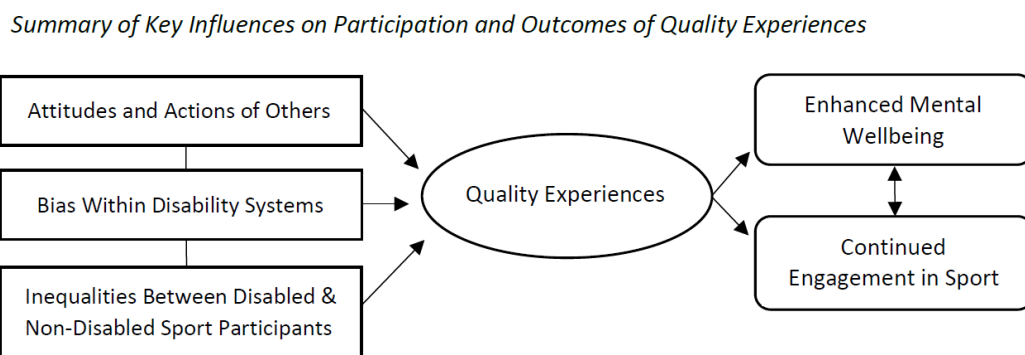 Summary of Key Influences on Participation and Outcomes of Quality Experiences
Attitudes and Actions of Others
Bias Within Disability Systems
Inequalities Between Disabled &
Non-Disabled Sport Participants
Quality Experiences
Enhanced Mental
Wellbeing
Continued
Engagement in Sport